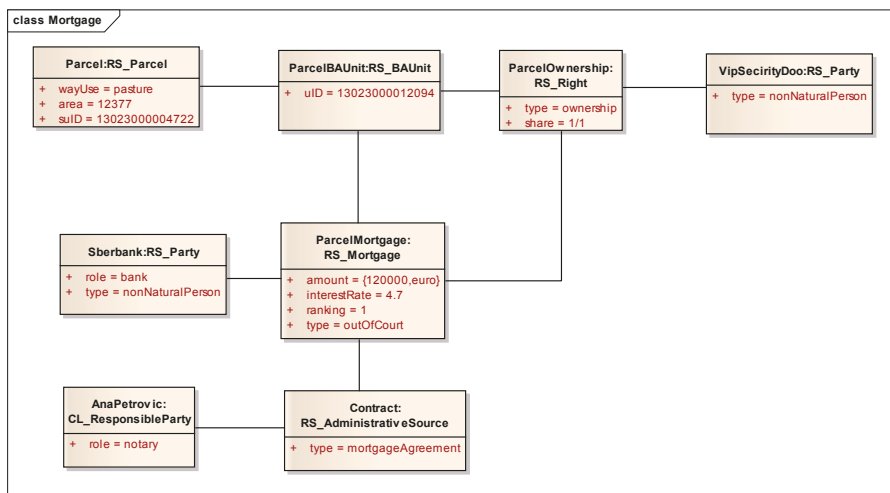 class Mortgage
Parcel:RS_Parcel
+ wayUse = pasture
+ area = 12377
+ suID = 13023000004722
ParcelBAUnit:RS_BAUnit
+ uID = 13023000012094
ParcelOwnership:
RS_Right
+ type = ownership
+ share = 1/1
VipSecirityDoo:RS_Party
+ type = nonNaturalPerson
Sberbank:RS_Party
+ role = bank
+ type = nonNaturalPerson
ParcelMortgage:
RS_Mortgage
+ amount = {120000,euro}
+ interestRate = 4.7
+ ranking = 1
+ type = outOfCourt
AnaPetrovic:
CL_ResponsibleParty
+ role = notary
Contract:
RS_AdministrativeSource
+ type = mortgageAgreement